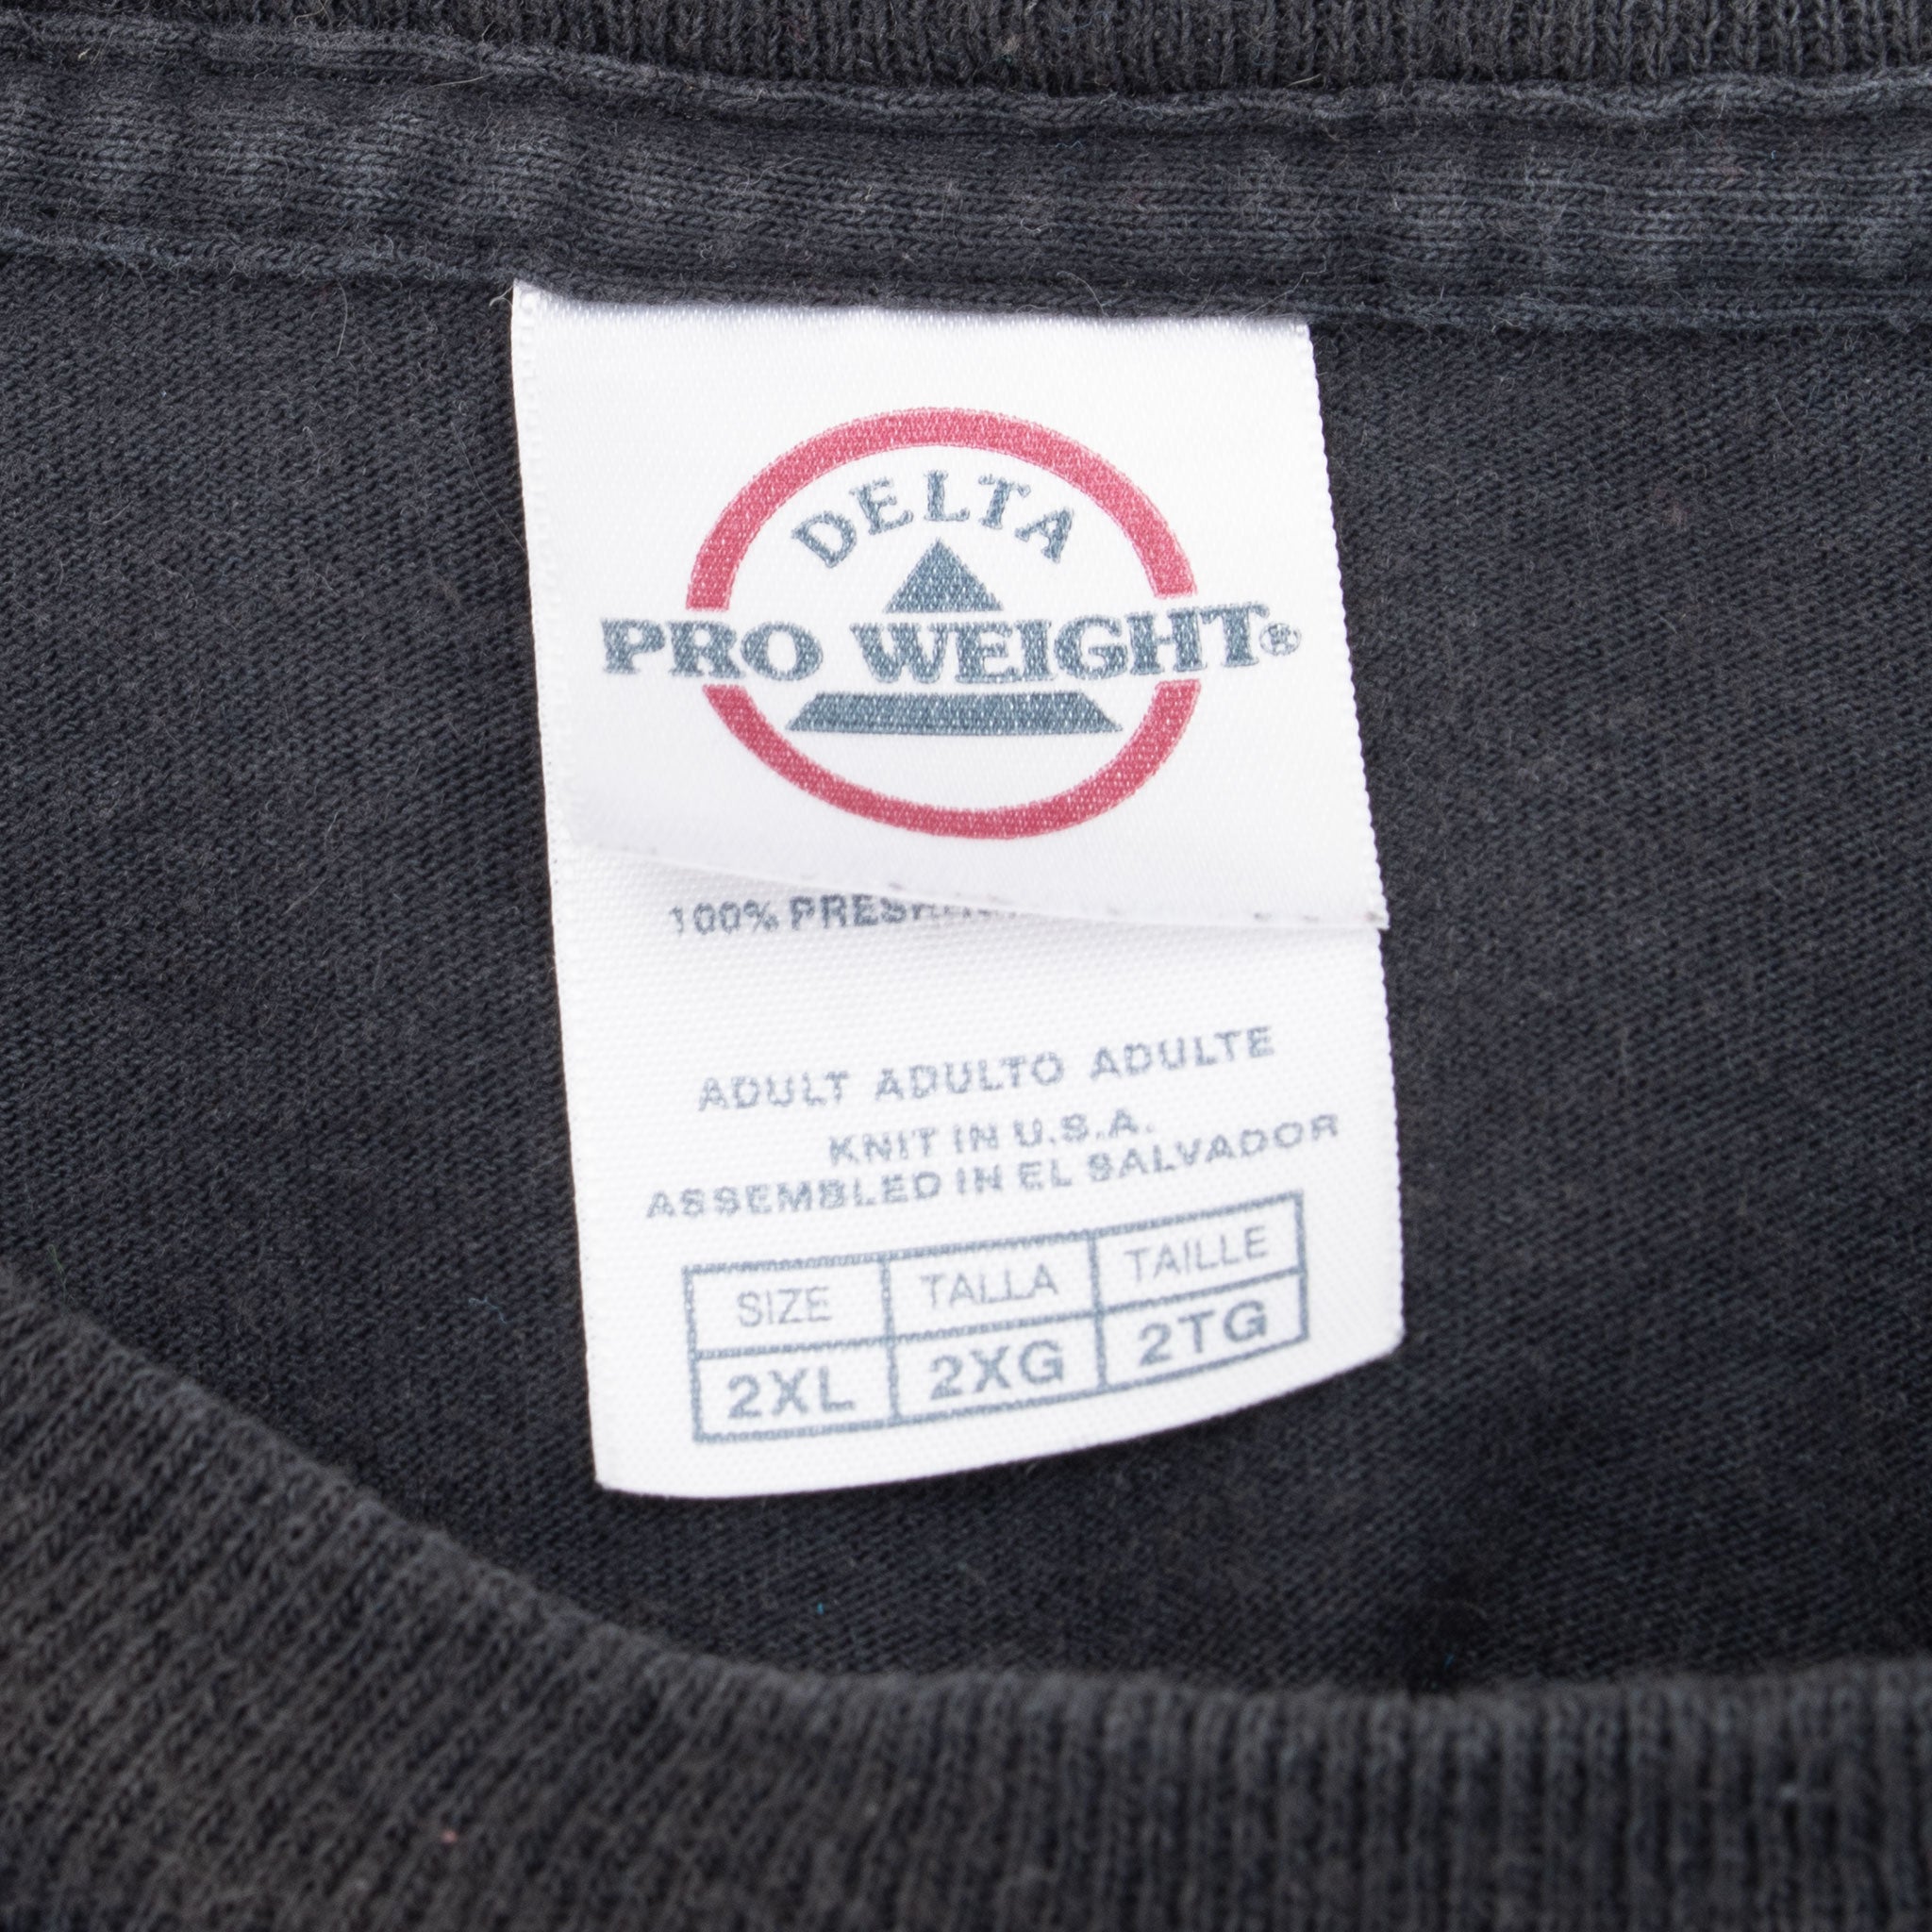 DELTA
PRO WEIGHT®
100%
ADULT ADULTO ADULTE
KNIT IN U.S.A.
ASSEMBLED IN EL SALVADOR
SIZE TALLA TAILLE
2XL 2XG 2TG